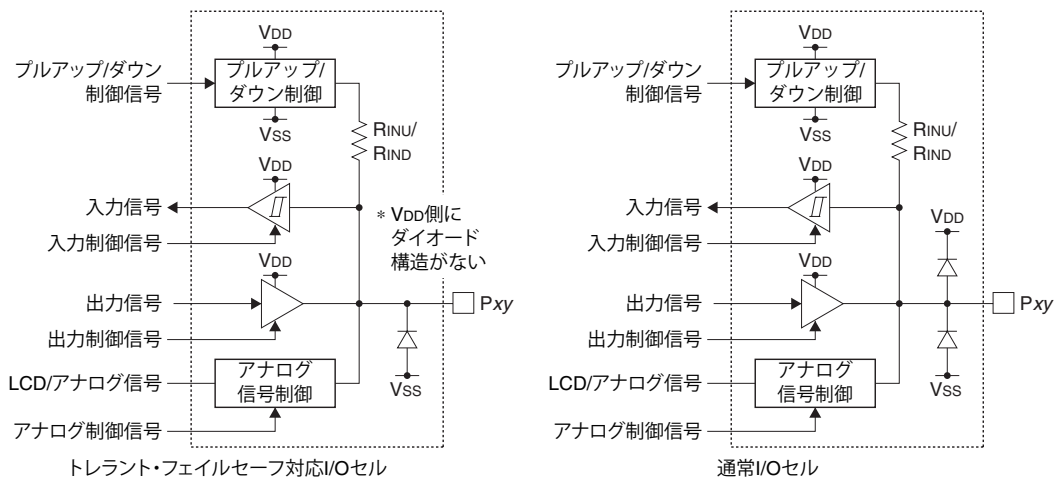 VDD
プルアップ/ダウン
制御信号
プルアップ/
ダウン制御
VSS
RINU/
RIND
VDD
入力信号
入力制御信号
* VDD側に
ダイオード
構造がない
VDD
出力信号
出力制御信号
Pxy
LCD/アナログ信号
アナログ
信号制御
VSS
アナログ制御信号
トレラント・フェイルセーフ対応I/Oセル
VDD
プルアップ/ダウン
制御信号
プルアップ/
ダウン制御
VSS
RINU/
RIND
VDD
入力信号
入力制御信号
VDD
VDD
出力信号
出力制御信号
Pxy
LCD/アナログ信号
アナログ
信号制御
VSS
アナログ制御信号
通常I/Oセル